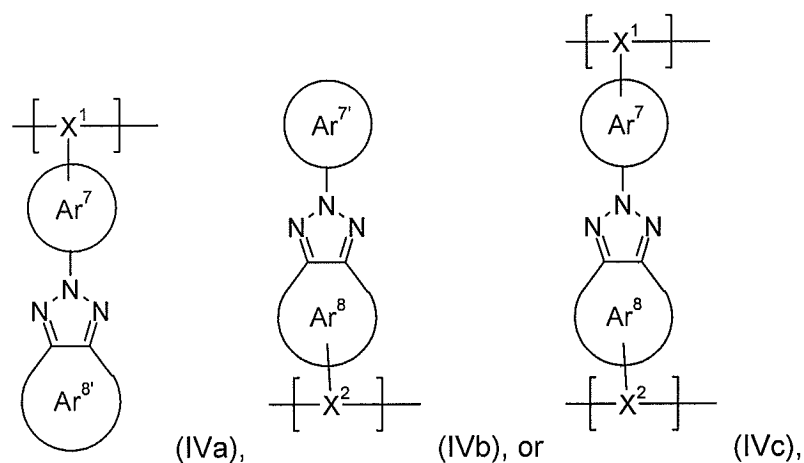 X¹
Ar⁷
N
N N
Ar⁸'
(IVa),
Ar⁷'
N
N N
Ar⁸
X²
(IVb), or
X¹
Ar⁷
N
N N
Ar⁸
X²
(IVc),